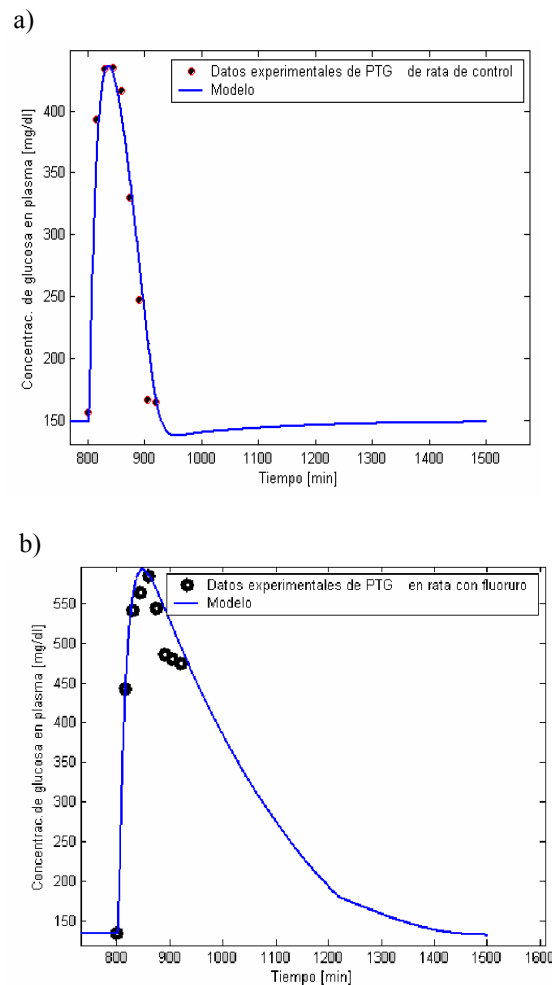 a)
Datos experimentales de PTG de rata de control
Modelo
Concentrac. de glucosa en plasma [mg/dl]
400
350
300
250
200
150
800 900 1000 1100 1200 1300 1400 1500
Tiempo [min]
b)
Datos experimentales de PTG en rata con fluoruro
Modelo
Concentrac.de glucosa en plasma [mg/dl]
550
500
450
400
350
300
250
200
150
800 900 1000 1100 1200 1300 1400 1500 1600
Tiempo [min]